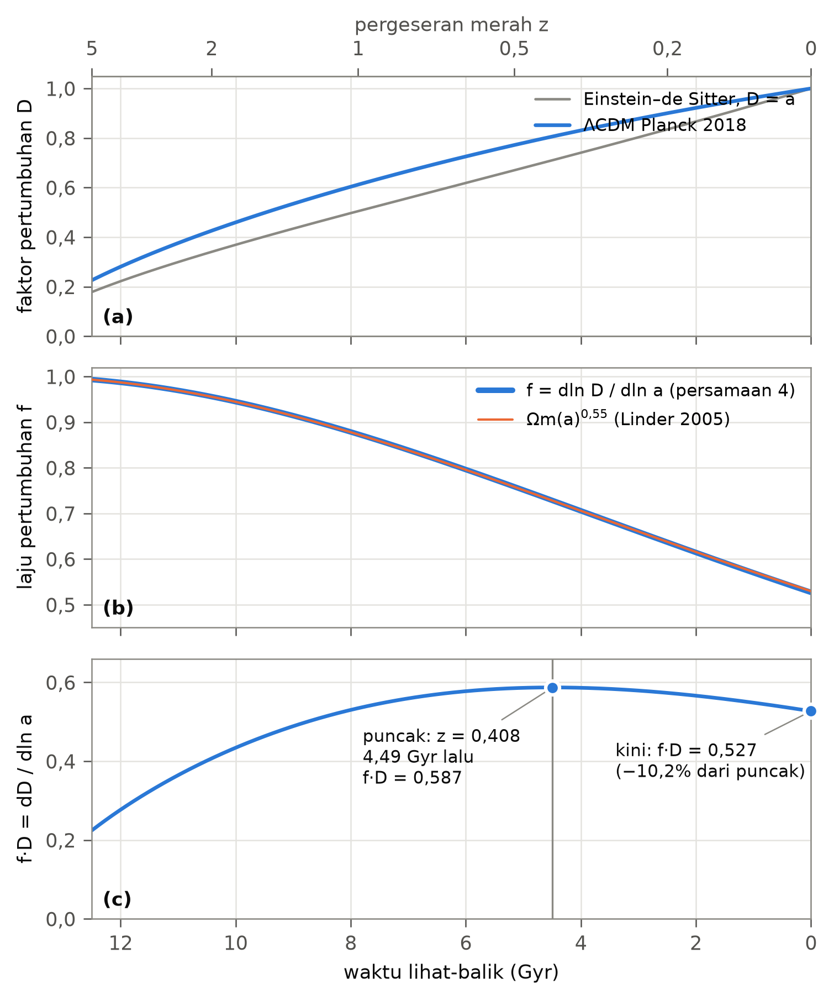 pergeseran merah z
5 2 1 0,5 0,2 0
faktor pertumbuhan D
1,0
0,8
0,6
0,4
0,2
0,0
Einstein–de Sitter, D = a
ΛCDM Planck 2018
(a)
laju pertumbuhan f
1,0
0,9
0,8
0,7
0,6
0,5
f = dln D / dln a (persamaan 4)
Ωm(a)^0,55 (Linder 2005)
(b)
f·D = dD / dln a
0,6
0,4
0,2
0,0
puncak: z = 0,408
4,49 Gyr lalu
f·D = 0,587
kini: f·D = 0,527
(−10,2% dari puncak)
(c)
12 10 8 6 4 2 0
waktu lihat-balik (Gyr)